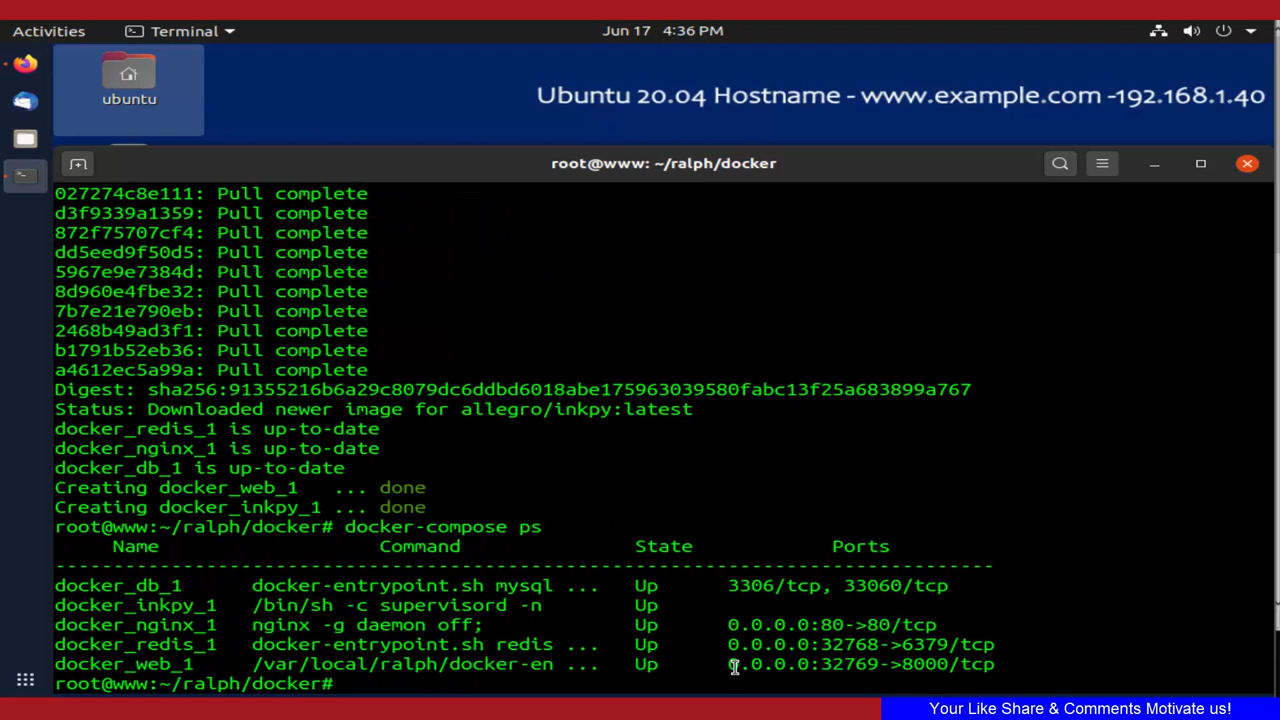 Activities Terminal Jun 17 4:36 PM
ubuntu
Ubuntu 20.04 Hostname - www.example.com -192.168.1.40
root@www: ~/ralph/docker
027274c8e111: Pull complete
d3f9339a1359: Pull complete
872f75707cf4: Pull complete
dd5eed9f50d5: Pull complete
5967e9e7384d: Pull complete
8d960e4fbe32: Pull complete
7b7e21e790eb: Pull complete
2468b49ad3f1: Pull complete
b1791b52eb36: Pull complete
a4612ec5a99a: Pull complete
Digest: sha256:91355216b6a29c8079dc6ddbd6018abe175963039580fabc13f25a683899a767
Status: Downloaded newer image for allegro/inkpy:latest
docker_redis_1 is up-to-date
docker_nginx_1 is up-to-date
docker_db_1 is up-to-date
Creating docker_web_1 ... done
Creating docker_inkpy_1 ... done
root@www:~/ralph/docker# docker-compose ps
Name Command State Ports
---------------------------------------------------------------------------------
docker_db_1 docker-entrypoint.sh mysql ... Up 3306/tcp, 33060/tcp
docker_inkpy_1 /bin/sh -c supervisord -n Up
docker_nginx_1 nginx -g daemon off; Up 0.0.0.0:80->80/tcp
docker_redis_1 docker-entrypoint.sh redis ... Up 0.0.0.0:32768->6379/tcp
docker_web_1 /var/local/ralph/docker-en ... Up 0.0.0.0:32769->8000/tcp
root@www:~/ralph/docker#
Your Like Share & Comments Motivate us!